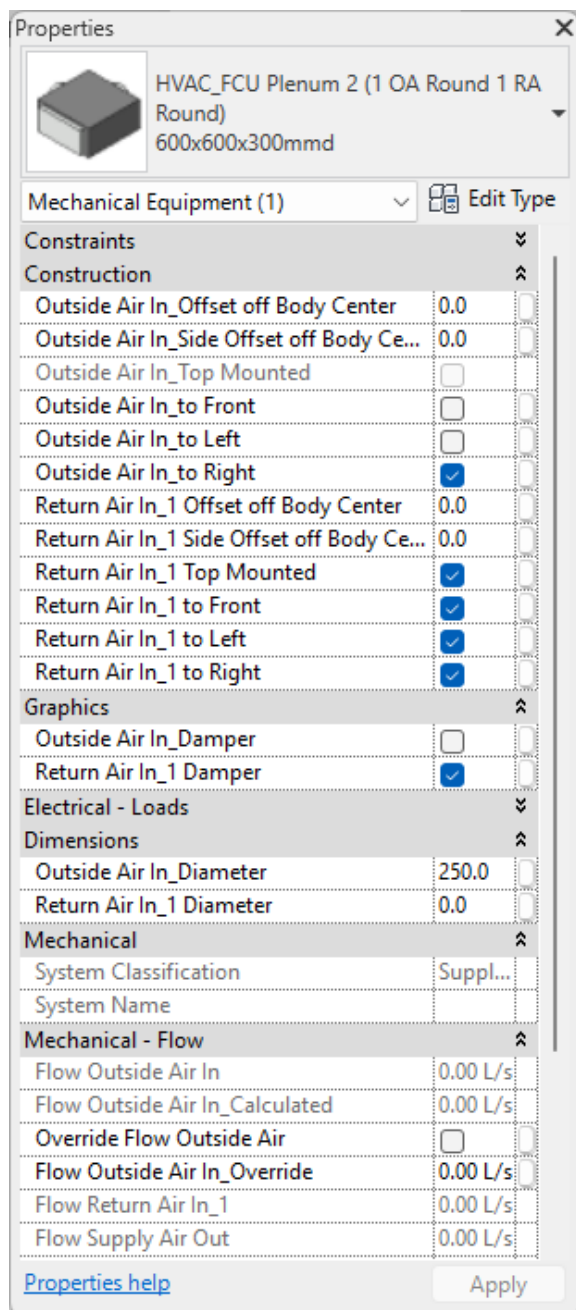 Properties
HVAC_FCU Plenum 2 (1 OA Round 1 RA
Round)
600x600x300mmd
Mechanical Equipment (1)
Edit Type
Constraints
Construction
Outside Air In_Offset off Body Center 0.0
Outside Air In_Side Offset off Body Ce... 0.0
Outside Air In_Top Mounted
Outside Air In_to Front
Outside Air In_to Left
Outside Air In_to Right
Return Air In_1 Offset off Body Center 0.0
Return Air In_1 Side Offset off Body Ce... 0.0
Return Air In_1 Top Mounted
Return Air In_1 to Front
Return Air In_1 to Left
Return Air In_1 to Right
Graphics
Outside Air In_Damper
Return Air In_1 Damper
Electrical - Loads
Dimensions
Outside Air In_Diameter 250.0
Return Air In_1 Diameter 0.0
Mechanical
System Classification Suppl...
System Name
Mechanical - Flow
Flow Outside Air In 0.00 L/s
Flow Outside Air In_Calculated 0.00 L/s
Override Flow Outside Air
Flow Outside Air In_Override 0.00 L/s
Flow Return Air In_1 0.00 L/s
Flow Supply Air Out 0.00 L/s
Properties help
Apply